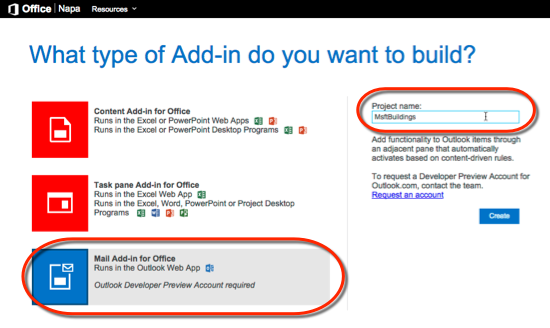 Office | Napa Resources
What type of Add-in do you want to build?
Content Add-in for Office
Runs in the Excel or PowerPoint Web Apps
Runs in the Excel or PowerPoint Desktop Programs
Task pane Add-in for Office
Runs in the Excel Web App
Runs in the Excel, Word, PowerPoint or Project Desktop
Programs
Mail Add-in for Office
Runs in the Outlook Web App
Outlook Developer Preview Account required
Project name:
MsftBuildings
Add functionality to Outlook items through
an adjacent pane that automatically
activates based on content-driven rules.
To request a Developer Preview Account for
Outlook.com, contact the team.
Request an account
Create